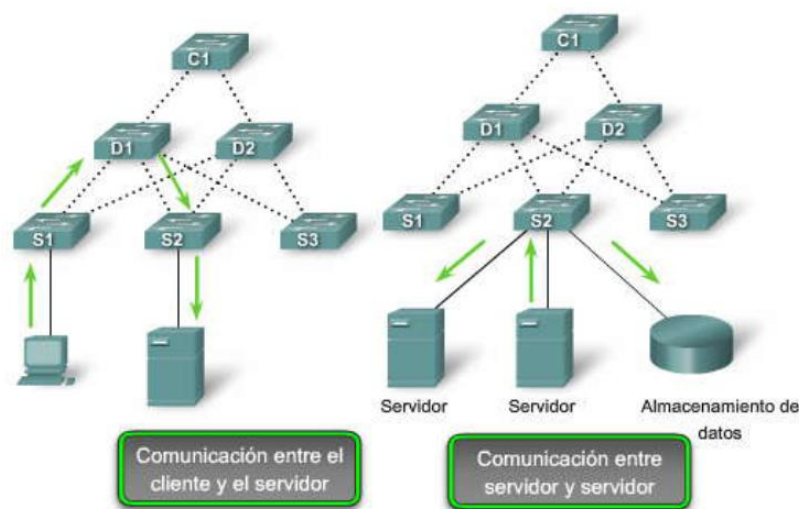 C1
D1
D2
S1
S2
S3
Comunicación entre el
cliente y el servidor
C1
D1
D2
S1
S2
S3
Servidor
Servidor
Almacenamiento de
datos
Comunicación entre
servidor y servidor